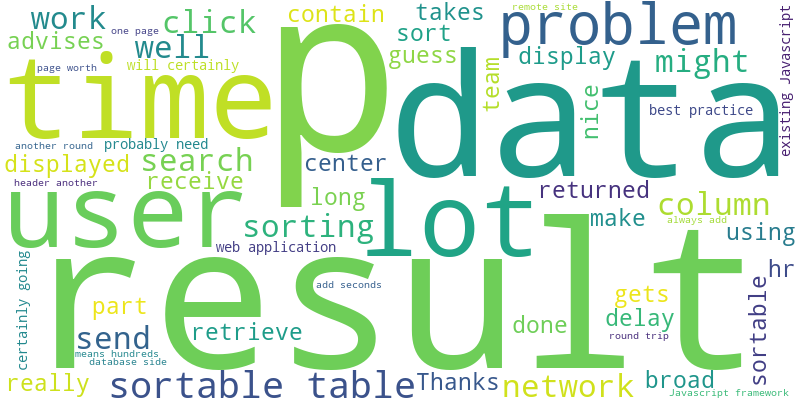 work
one page
click
contain
takes
remote site
problem
existing Javascript
advises
well
guess
sort
display
might
page worth
will certainly
time
p
data
team
nice
best practice
another round
probably need
displayed
search
center
header another
receive
long
lot
returned
column
user
sorting
make
always add
using
web application
result
certainly going
add seconds
hr
sortable
part
gets
send
retrieve
done
delay
round trip
means hundreds
database side
really
sortable table
Thanks
network
broad
Javascript framework